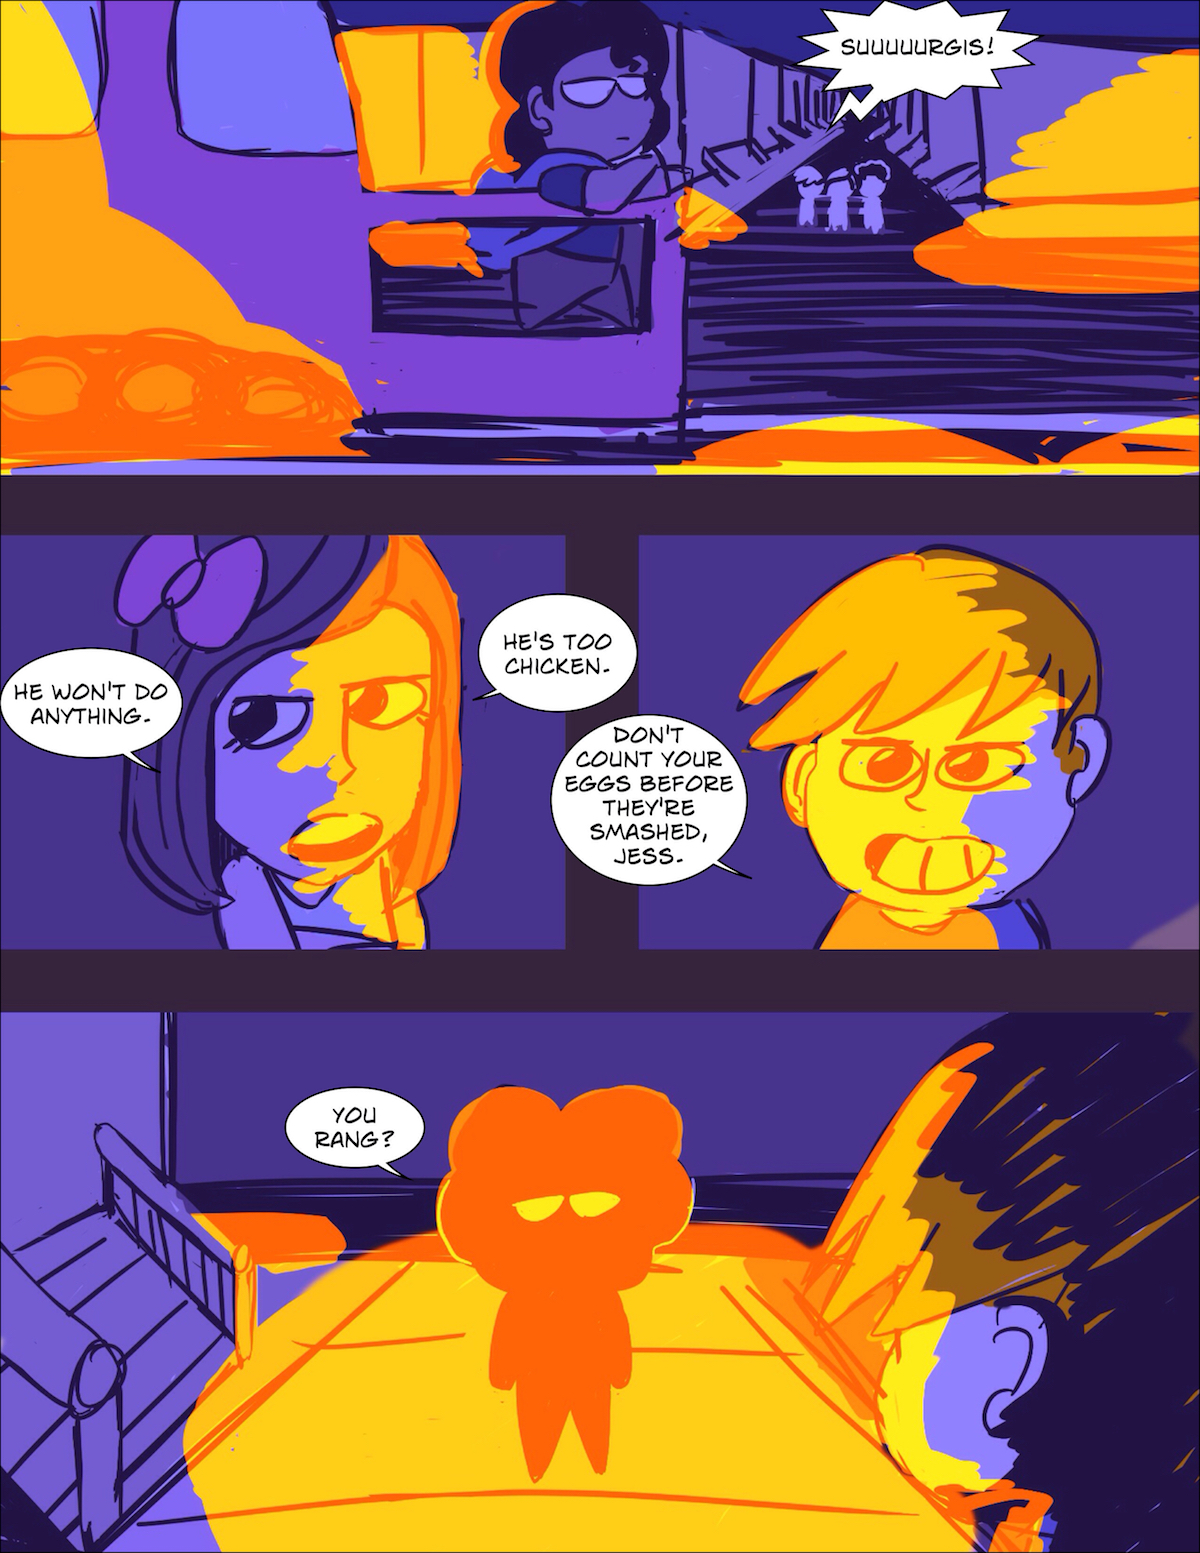 SUUUUURGIS!
HE WON'T DO
ANYTHING.
HE'S TOO
CHICKEN.
DON'T
COUNT YOUR
EGGS BEFORE
THEY'RE
SMASHED,
JESS.
YOU
RANG?